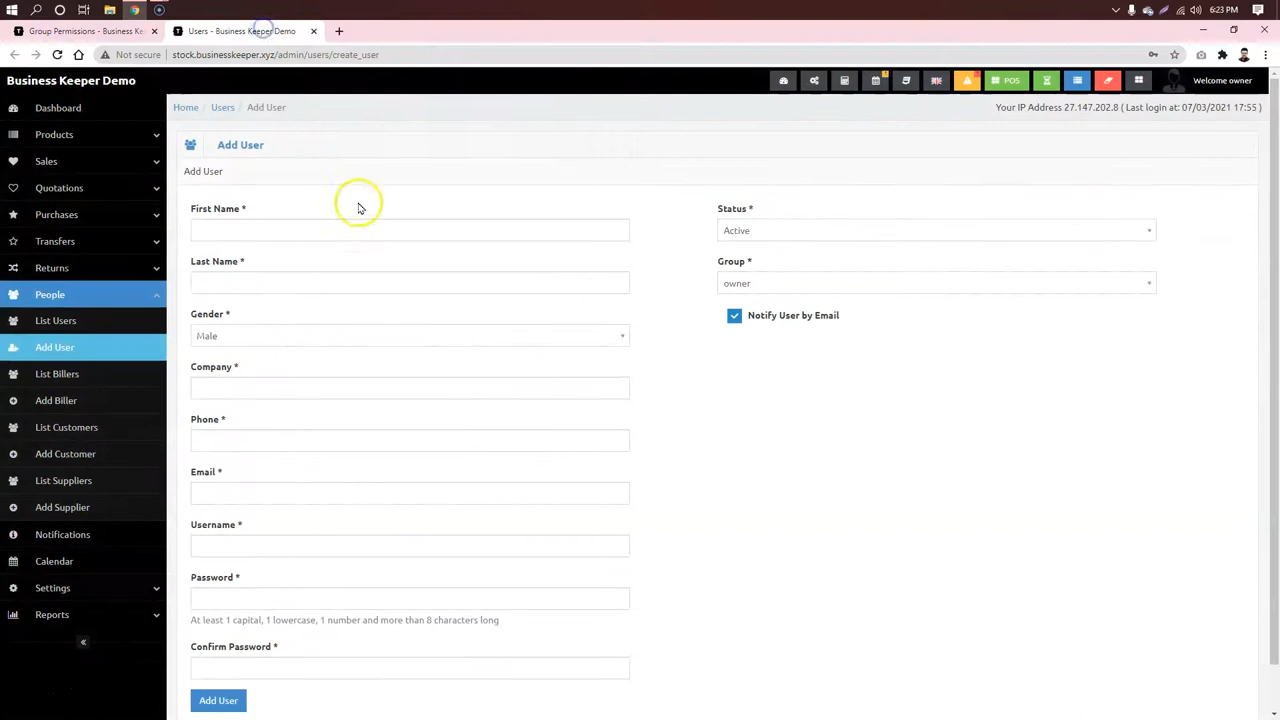 Group Permissions - Business Ke
Users - Business Keeper Demo
Not secure
stock.businesskeeper.xyz/admin/users/create_user
Business Keeper Demo
1
POS
Welcome owner
Dashboard
Products
Sales
Quotations
Purchases
Transfers
Returns
People
List Users
Add User
List Billers
Add Biller
List Customers
Add Customer
List Suppliers
Add Supplier
Notifications
Calendar
Settings
Reports
Home / Users / Add User
Your IP Address 27.147.202.8 ( Last login at: 07/03/2021 17:55 )
Add User
Add User
First Name *
Last Name *
Gender *
Male
Company *
Phone *
Email *
Username *
Password *
At least 1 capital, 1 lowercase, 1 number and more than 8 characters long
Confirm Password *
Add User
Status *
Active
Group *
owner
Notify User by Email
6:23 PM